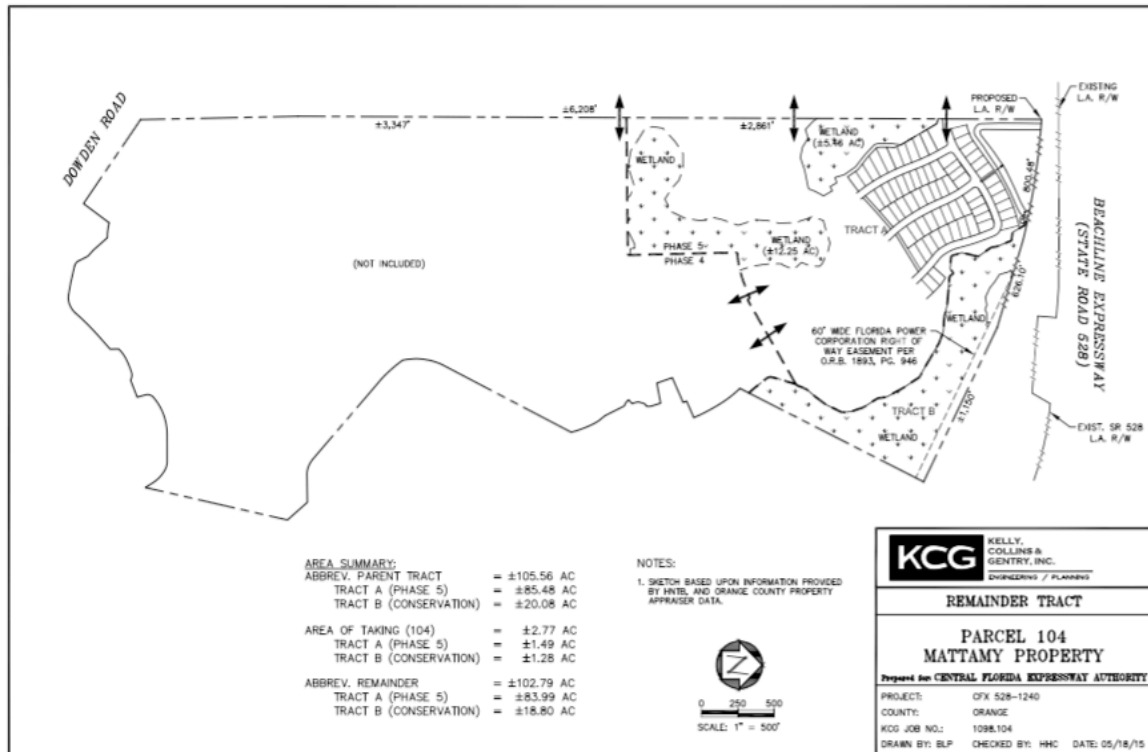 DOWDEN ROAD
±6,208'
±3,347'
±2,861'
PROPOSED
L.A. R/W
EXISTING
L.A. R/W
WETLAND
WETLAND
(±5.46 AC)
800.48'
TRACT A
BEACHLINE EXPRESSWAY
(STATE ROAD 528)
(NOT INCLUDED)
PHASE 5
PHASE 4
WETLAND
(±12.25 AC)
626.10'
WETLAND
60' WIDE FLORIDA POWER
CORPORATION RIGHT OF
WAY EASEMENT PER
O.R.B. 1893, PG. 946
±1,150'
TRACT B
WETLAND
EXIST. SR 528
L.A. R/W
AREA SUMMARY:
ABBREV. PARENT TRACT = ±105.56 AC
TRACT A (PHASE 5) = ±85.48 AC
TRACT B (CONSERVATION) = ±20.08 AC
AREA OF TAKING (104) = ±2.77 AC
TRACT A (PHASE 5) = ±1.49 AC
TRACT B (CONSERVATION) = ±1.28 AC
ABBREV. REMAINDER = ±102.79 AC
TRACT A (PHASE 5) = ±83.99 AC
TRACT B (CONSERVATION) = ±18.80 AC
NOTES:
1. SKETCH BASED UPON INFORMATION PROVIDED
BY HNTB, AND ORANGE COUNTY PROPERTY
APPRAISER DATA.
Z
0 250 500
SCALE: 1" = 500'
KCG
KELLY,
COLLINS &
GENTRY, INC.
ENGINEERING / PLANNING
REMAINDER TRACT
PARCEL 104
MATTAMY PROPERTY
Prepared for: CENTRAL FLORIDA EXPRESSWAY AUTHORITY
PROJECT: CFX 528-1240
COUNTY: ORANGE
KCG JOB NO.: 1098.104
DRAWN BY: BLP CHECKED BY: HHC DATE: 05/18/15